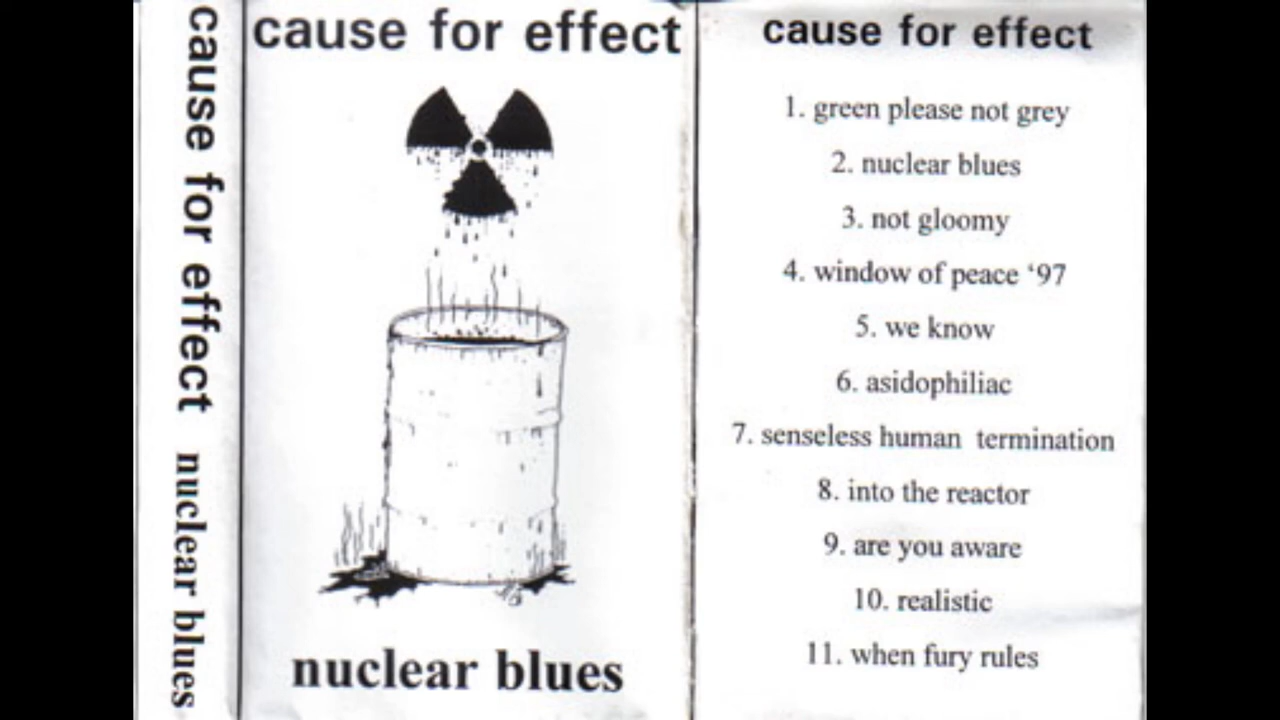 cause for effect nuclear blues
cause for effect
nuclear blues
cause for effect
1. green please not grey
2. nuclear blues
3. not gloomy
4. window of peace ‘97
5. we know
6. asidophiliac
7. senseless human termination
8. into the reactor
9. are you aware
10. realistic
11. when fury rules